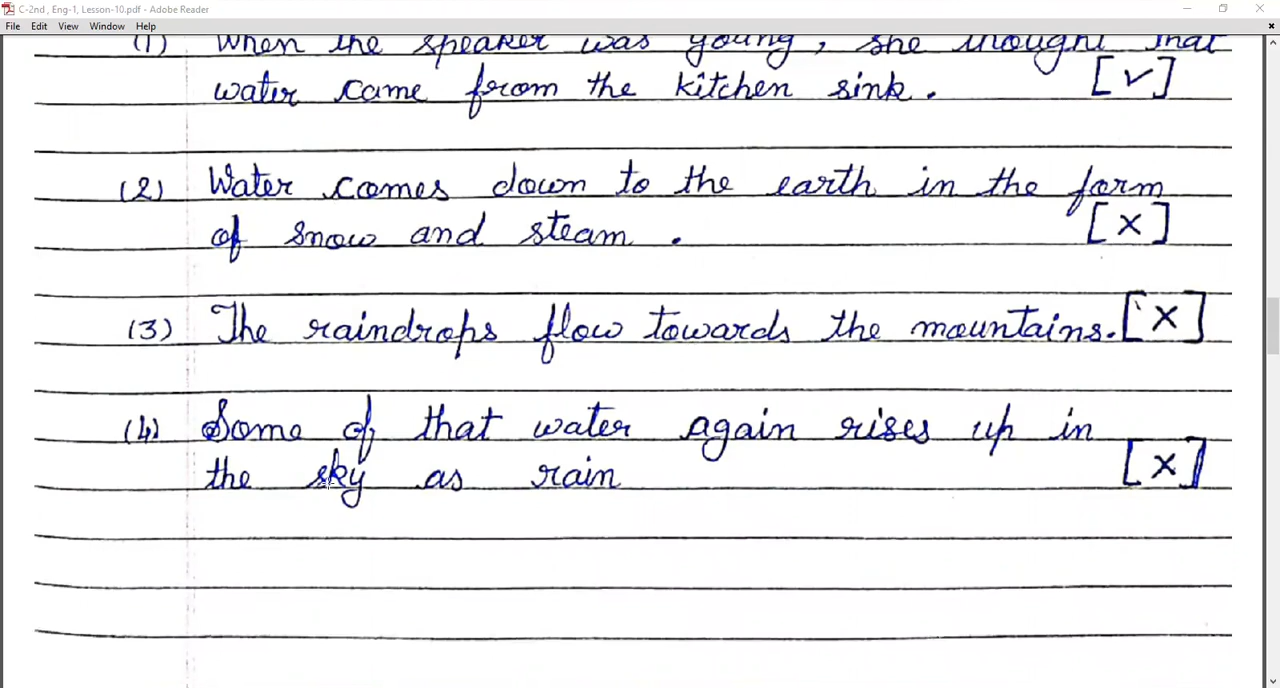 C-2nd , Eng-1, Lesson-10.pdf - Adobe Reader
File Edit View Window Help
(1) When the speaker was young, she thought that
water came from the kitchen sink. [✓]
(2) Water comes down to the earth in the form
of snow and steam. [×]
(3) The raindrops flow towards the mountains. [×]
(4) Some of that water again rises up in
the sky as rain [×]